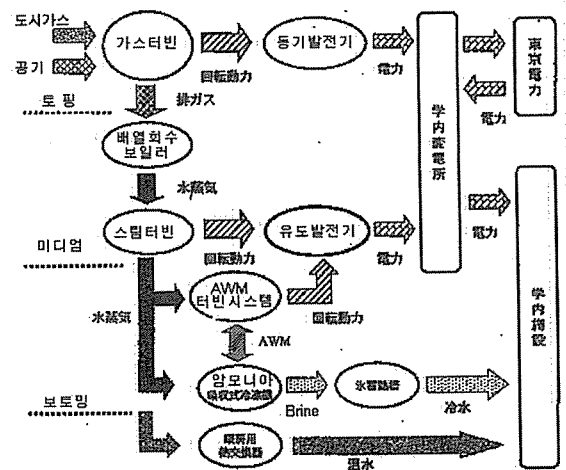 도시가스
공기
가스터빈
回転動力
동기발전기
電力
学内変電所
電力
東京電力
토핑
排ガス
배열회수
보일러
水蒸気
미디엄
스팀터빈
回転動力
유도발전기
電力
電力
学内施設
水蒸気
AWM
터빈시스템
回転動力
AWM
보토밍
암모니아
吸収式冷凍機
Brine
氷蓄熱槽
冷水
暖房用
熱交換器
温水